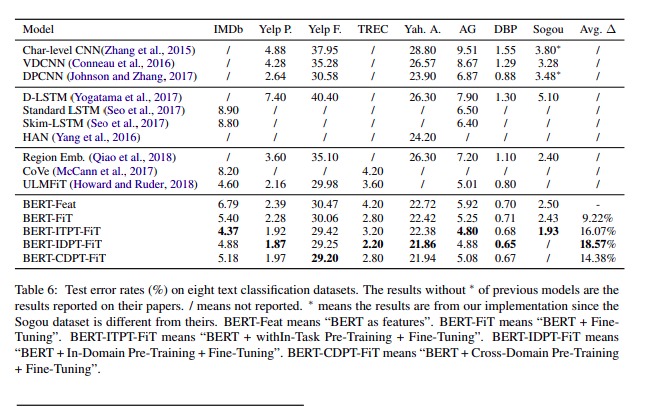 Model IMDb Yelp P. Yelp F. TREC Yah. A. AG DBP Sogou Avg. Δ
Char-level CNN(Zhang et al., 2015) / 4.88 37.95 / 28.80 9.51 1.55 3.80* /
VDCNN (Conneau et al., 2016) / 4.28 35.28 / 26.57 8.67 1.29 3.28 /
DPCNN (Johnson and Zhang, 2017) / 2.64 30.58 / 23.90 6.87 0.88 3.48* /
D-LSTM (Yogatama et al., 2017) / 7.40 40.40 / 26.30 7.90 1.30 5.10 /
Standard LSTM (Seo et al., 2017) 8.90 / / / / 6.50 / / /
Skim-LSTM (Seo et al., 2017) 8.80 / / / / 6.40 / / /
HAN (Yang et al., 2016) / / / / 24.20 / / / /
Region Emb. (Qiao et al., 2018) / 3.60 35.10 / 26.30 7.20 1.10 2.40 /
CoVe (McCann et al., 2017) 8.20 / / 4.20 / / / / /
ULMFiT (Howard and Ruder, 2018) 4.60 2.16 29.98 3.60 / 5.01 0.80 / /
BERT-Feat 6.79 2.39 30.47 4.20 22.72 5.92 0.70 2.50 -
BERT-FiT 5.40 2.28 30.06 2.80 22.42 5.25 0.71 2.43 9.22%
BERT-ITPT-FiT 4.37 1.92 29.42 3.20 22.38 4.80 0.68 1.93 16.07%
BERT-IDPT-FiT 4.88 1.87 29.25 2.20 21.86 4.88 0.65 / 18.57%
BERT-CDPT-FiT 5.18 1.97 29.20 2.80 21.94 5.08 0.67 / 14.38%
Table 6: Test error rates (%) on eight text classification datasets. The results without * of previous models are the
results reported on their papers. / means not reported. * means the results are from our implementation since the
Sogou dataset is different from theirs. BERT-Feat means “BERT as features”. BERT-FiT means “BERT + Fine-
Tuning”. BERT-ITPT-FiT means “BERT + withIn-Task Pre-Training + Fine-Tuning”. BERT-IDPT-FiT means
“BERT + In-Domain Pre-Training + Fine-Tuning”. BERT-CDPT-FiT means “BERT + Cross-Domain Pre-Training
+ Fine-Tuning”.